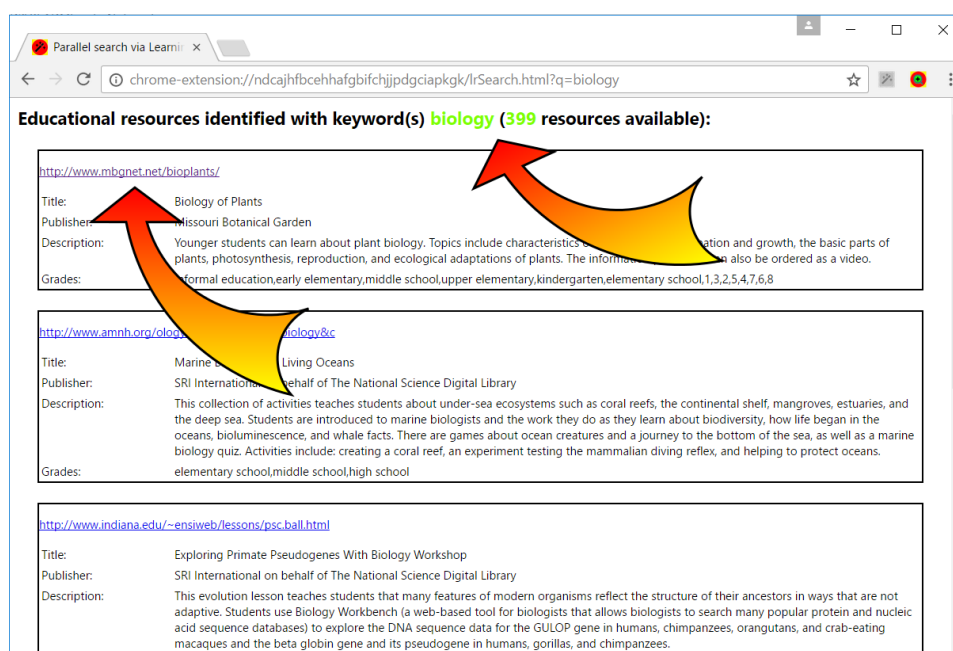 Parallel search via Learni
chrome-extension://ndcajhfbcehhafgbifchjjpdgciapkgk/lrSearch.html?q=biology
Educational resources identified with keyword(s) biology (399 resources available):
http://www.mbgnet.net/bioplants/
Title: Biology of Plants
Publisher: Missouri Botanical Garden
Description: Younger students can learn about plant biology. Topics include characteristics and growth, the basic parts of
plants, photosynthesis, reproduction, and ecological adaptations of plants. The also be ordered as a video.
Grades: informal education,early elementary,middle school,upper elementary,kindergarten,elementary school,1,3,2,5,4,7,6,8
http://www.amnh.org/ology iology&c
Title: Marine Living Oceans
Publisher: SRI International behalf of The National Science Digital Library
Description: This collection of activities teaches students about under-sea ecosystems such as coral reefs, the continental shelf, mangroves, estuaries, and
the deep sea. Students are introduced to marine biologists and the work they do as they learn about biodiversity, how life began in the
oceans, bioluminescence, and whale facts. There are games about ocean creatures and a journey to the bottom of the sea, as well as a marine
biology quiz. Activities include: creating a coral reef, an experiment testing the mammalian diving reflex, and helping to protect oceans.
Grades: elementary school,middle school,high school
http://www.indiana.edu/~ensiweb/lessons/psc.ball.html
Title: Exploring Primate Pseudogenes With Biology Workshop
Publisher: SRI International on behalf of The National Science Digital Library
Description: This evolution lesson teaches students that many features of modern organisms reflect the structure of their ancestors in ways that are not
adaptive. Students use Biology Workbench (a web-based tool for biologists that allows biologists to search many popular protein and nucleic
acid sequence databases) to explore the DNA sequence data for the GULOP gene in humans, chimpanzees, orangutans, and crab-eating
macaques and the beta globin gene and its pseudogene in humans, gorillas, and chimpanzees.